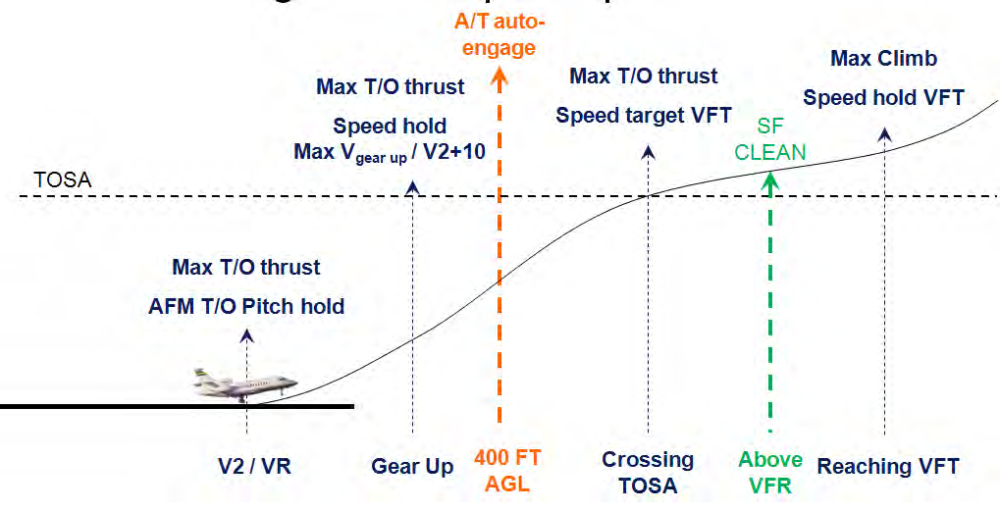 A/T auto-
engage
Max T/O thrust
Speed hold
Max Vgear up / V2+10
Max T/O thrust
Speed target VFT
Max Climb
Speed hold VFT
SF
CLEAN
TOSA
Max T/O thrust
AFM T/O Pitch hold
V2 / VR
Gear Up
400 FT
AGL
Crossing
TOSA
Above
VFR
Reaching VFT